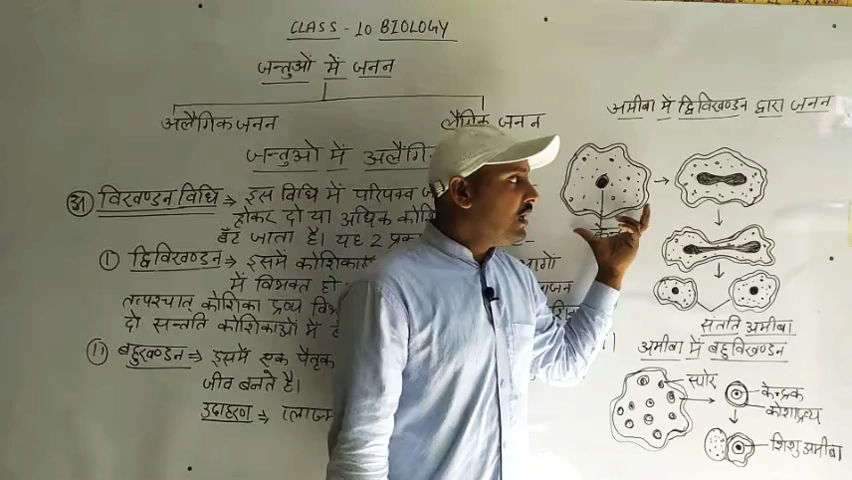 CLASS - 10 BIOLOGY
जन्तुओं में जनन
अलैगिक जनन
लैंगिक जनन
जन्तुओ में अलैंगि
अ विखण्डन विधि → इस विधि में परिपक्व
होकर दो या अधिक कोशि
बँट जाता है। यह 2 प्रका
① द्विविखण्डन → इसमें कोशिका भागों
में विभक्त हो
तत्पश्चात् कोशिका द्रव्य विभ
दो सन्तति कोशिकाओं में
॥ बहुखण्डन ⇒ इसमें एक पैतृक
जीव बनते है।
उदाहरण ⇒
अमीबा में द्विविखण्डन द्वारा जनन
संतति अमीबा
अमीबा में बहुविखण्डन
स्पोर
केन्द्रक
कोशाद्रव्य
शिशु अमीबा